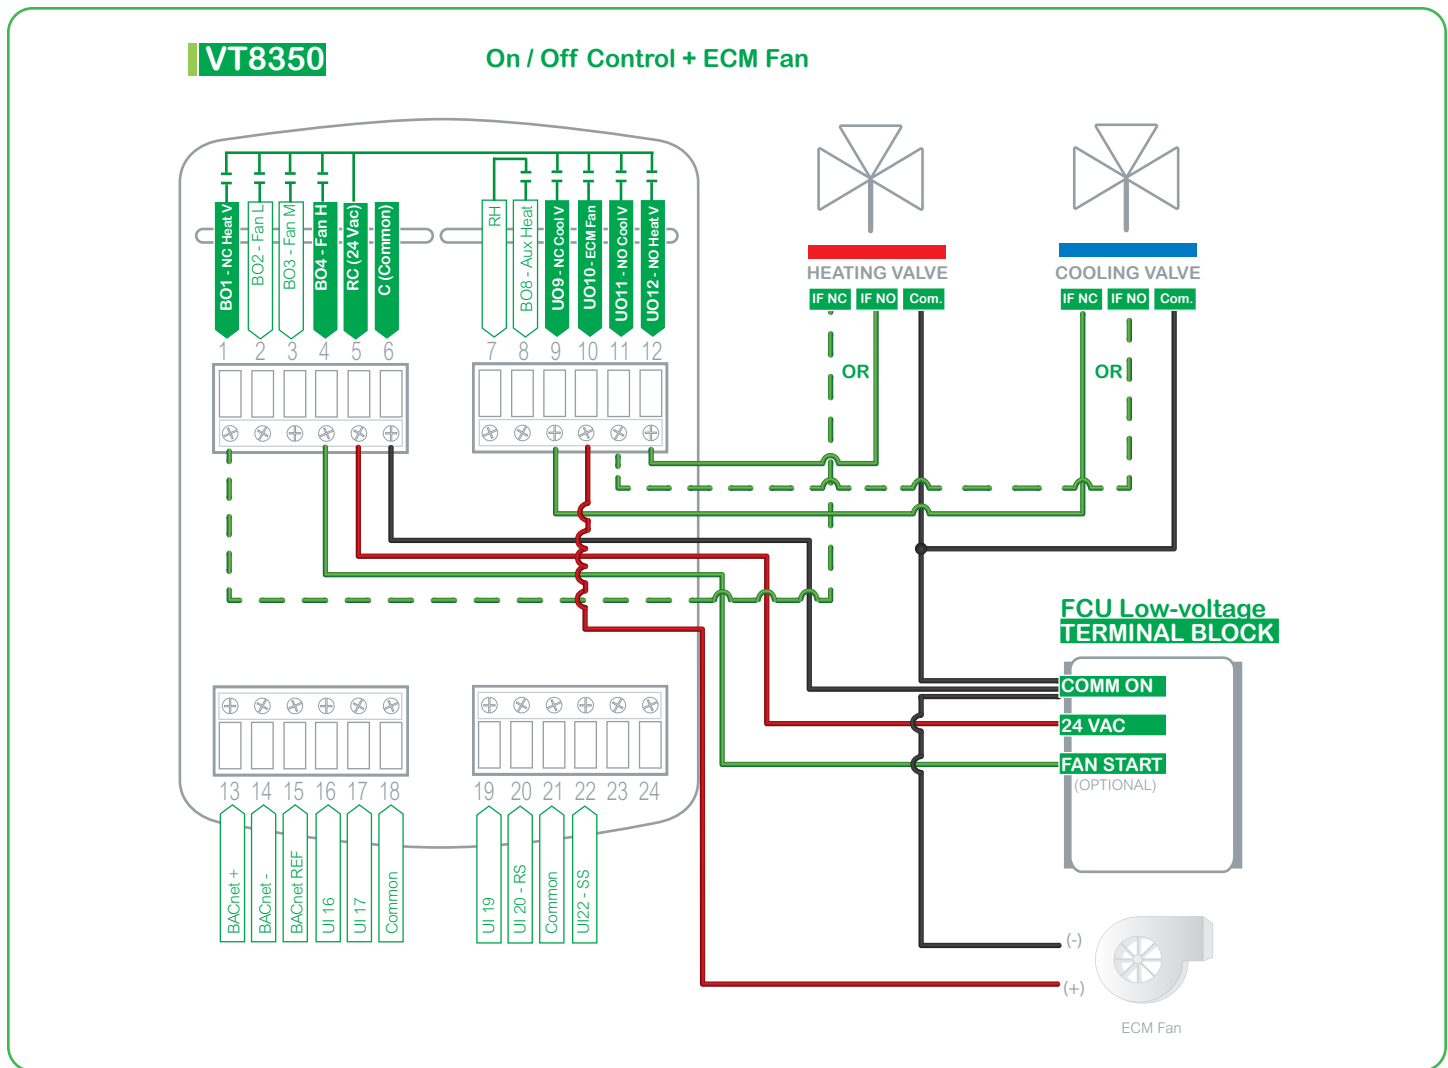 VT8350
On / Off Control + ECM Fan
BO1 - NC Heat V
BO2 - Fan L
BO3 - Fan M
BO4 - Fan H
RC (24 Vac)
C (Common)
RH
BO8 - Aux Heat
UO9 - NC Cool V
UO10 - ECM Fan
UO11 - NO Cool V
UO12 - NO Heat V
1 2 3 4 5 6
7 8 9 10 11 12
HEATING VALVE
IF NC IF NO Com.
OR
COOLING VALVE
IF NC IF NO Com.
OR
FCU Low-voltage
TERMINAL BLOCK
COMM ON
24 VAC
FAN START
(OPTIONAL)
13 14 15 16 17 18
19 20 21 22 23 24
BACnet +
BACnet -
BACnet REF
UI 16
UI 17
Common
UI 19
UI 20 - RS
Common
UI22 - SS
(-)
(+)
ECM Fan